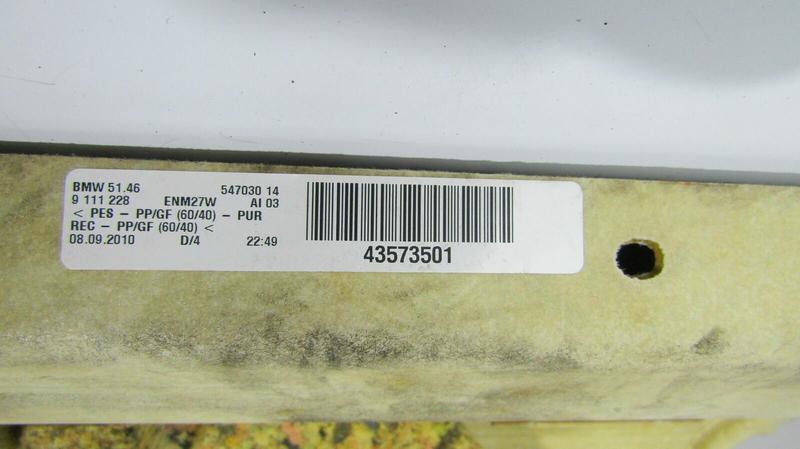 BMW 51.46 547030 14
9 111 228 ENM27W AI 03
< PES – PP/GF (60/40) – PUR
REC – PP/GF (60/40) <
08.09.2010 D/4 22:49
43573501